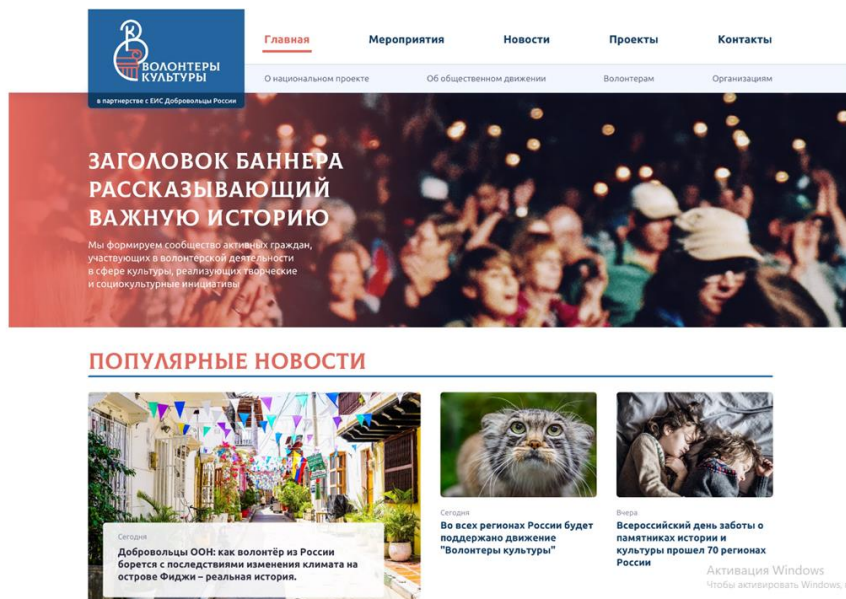 ВОЛОНТЕРЫ
КУЛЬТУРЫ
в партнерстве с ЕИС Добровольцы России
Главная Мероприятия Новости Проекты Контакты
О национальном проекте Об общественном движении Волонтерам Организациям
ЗАГОЛОВОК БАННЕРА
РАССКАЗЫВАЮЩИЙ
ВАЖНУЮ ИСТОРИЮ
Мы формируем сообщество активных граждан,
участвующих в волонтерской деятельности
в сфере культуры, реализующих творческие
и социокультурные инициативы
ПОПУЛЯРНЫЕ НОВОСТИ
Сегодня
Добровольцы ООН: как волонтёр из России
борется с последствиями изменения климата на
острове Фиджи – реальная история.
Сегодня
Во всех регионах России будет
поддержано движение
"Волонтеры культуры"
Вчера
Всероссийский день заботы о
памятниках истории и
культуры прошел 70 регионах
России
Активация Windows
Чтобы активировать Windows,